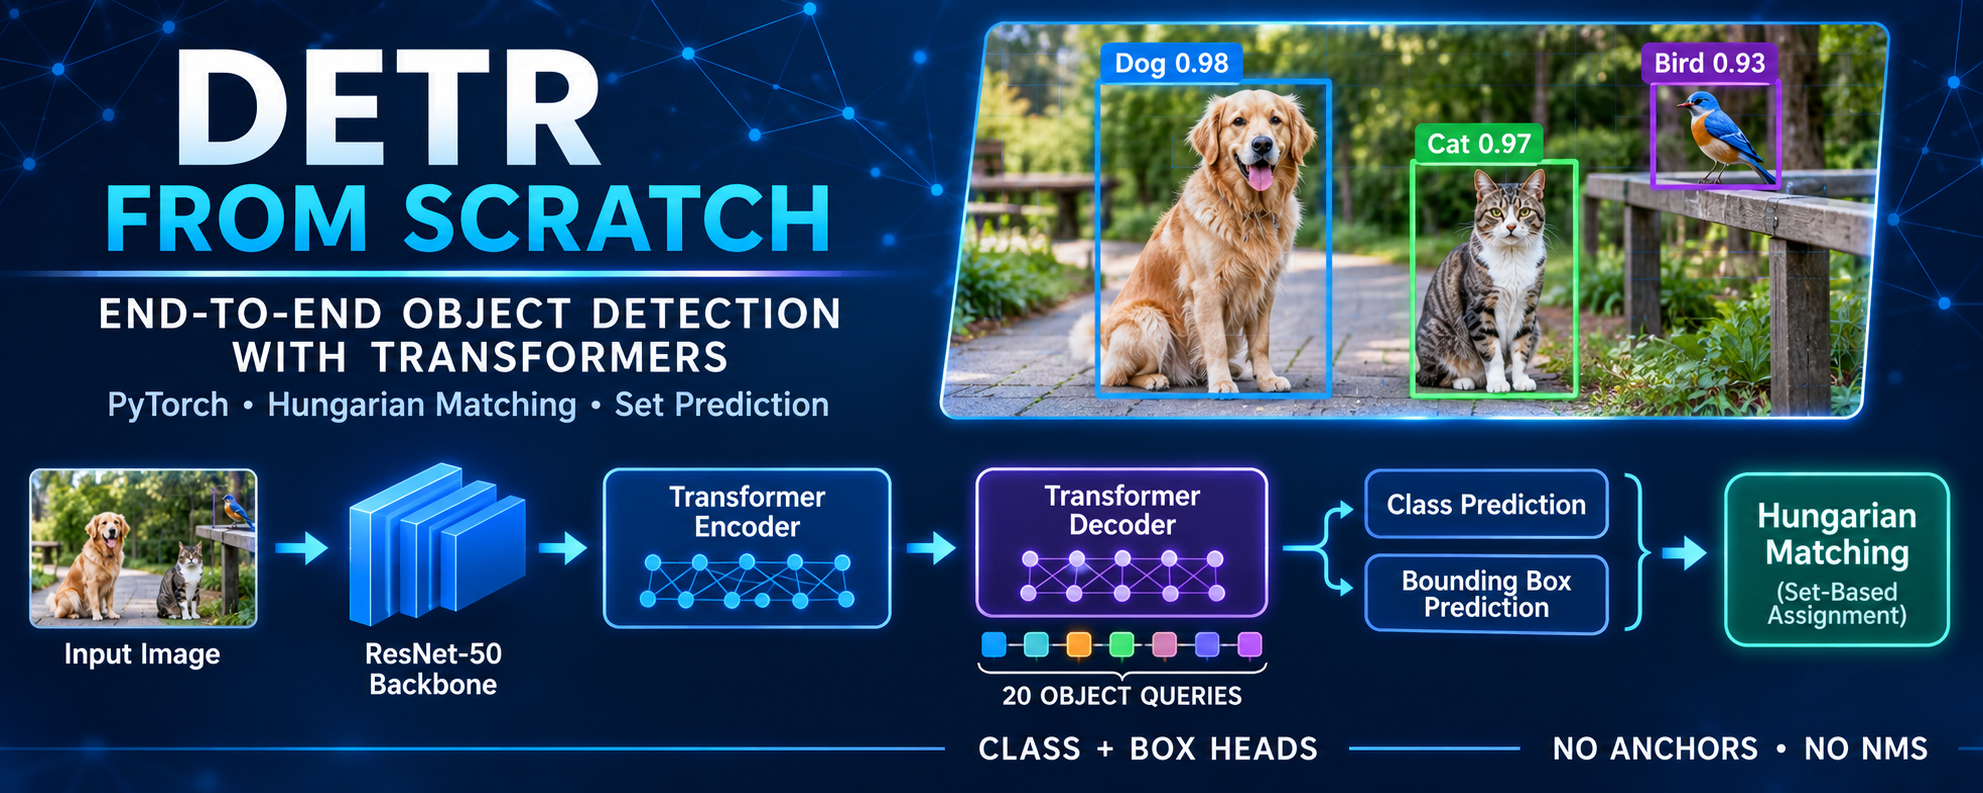 DETR
FROM SCRATCH
END-TO-END OBJECT DETECTION
WITH TRANSFORMERS
PyTorch • Hungarian Matching • Set Prediction
Dog 0.98
Cat 0.97
Bird 0.93
Input Image
ResNet-50
Backbone
Transformer
Encoder
Transformer
Decoder
20 OBJECT QUERIES
Class Prediction
Bounding Box
Prediction
Hungarian
Matching
(Set-Based
Assignment)
CLASS + BOX HEADS
NO ANCHORS • NO NMS